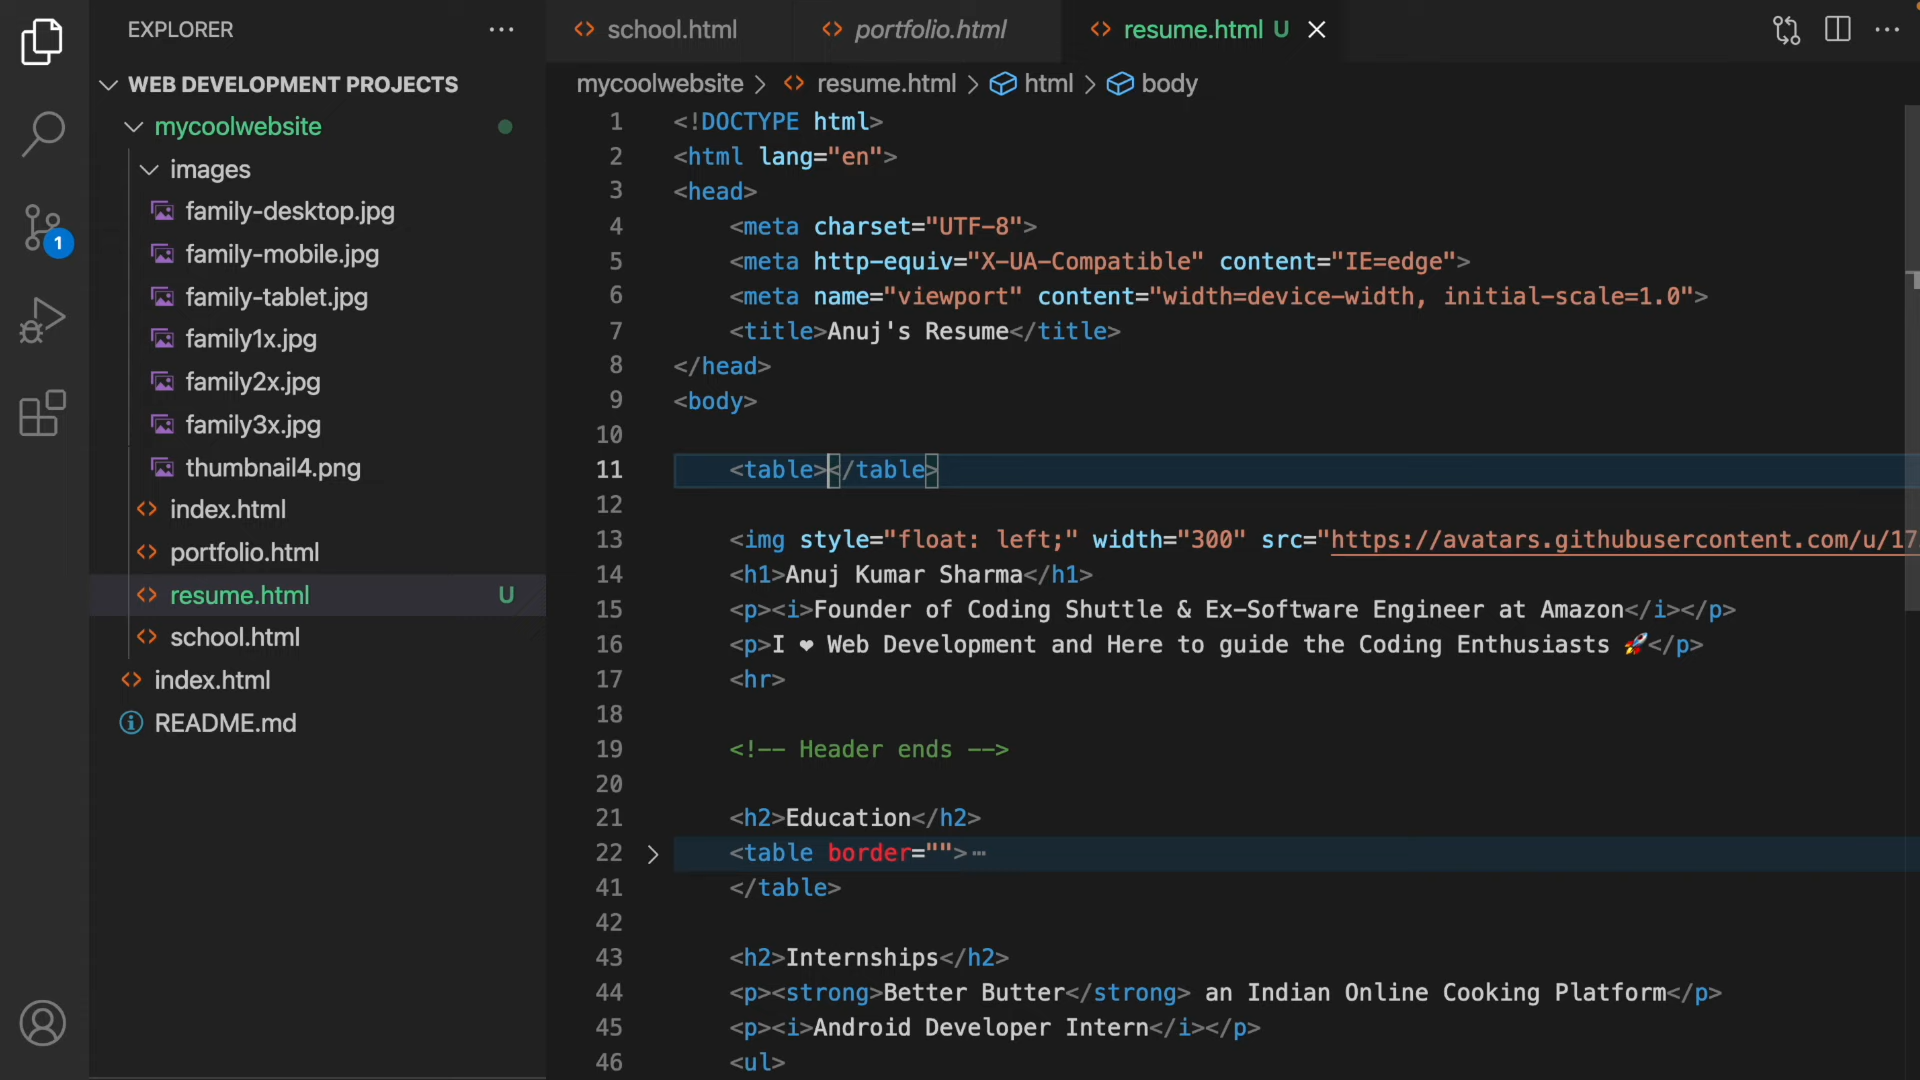 EXPLORER
school.html
portfolio.html
resume.html U
WEB DEVELOPMENT PROJECTS
mycoolwebsite
images
family-desktop.jpg
family-mobile.jpg
family-tablet.jpg
family1x.jpg
family2x.jpg
family3x.jpg
thumbnail4.png
index.html
portfolio.html
resume.html U
school.html
index.html
README.md
1
mycoolwebsite > resume.html > html > body
1 <!DOCTYPE html>
2 <html lang="en">
3 <head>
4 <meta charset="UTF-8">
5 <meta http-equiv="X-UA-Compatible" content="IE=edge">
6 <meta name="viewport" content="width=device-width, initial-scale=1.0">
7 <title>Anuj's Resume</title>
8 </head>
9 <body>
10
11 <table></table>
12
13 <img style="float: left;" width="300" src="https://avatars.githubusercontent.com/u/17
14 <h1>Anuj Kumar Sharma</h1>
15 <p><i>Founder of Coding Shuttle & Ex-Software Engineer at Amazon</i></p>
16 <p>I ❤ Web Development and Here to guide the Coding Enthusiasts 🚀</p>
17 <hr>
18
19 <!-- Header ends -->
20
21 <h2>Education</h2>
22 <table border="">⋯
41 </table>
42
43 <h2>Internships</h2>
44 <p><strong>Better Butter</strong> an Indian Online Cooking Platform</p>
45 <p><i>Android Developer Intern</i></p>
46 <ul>